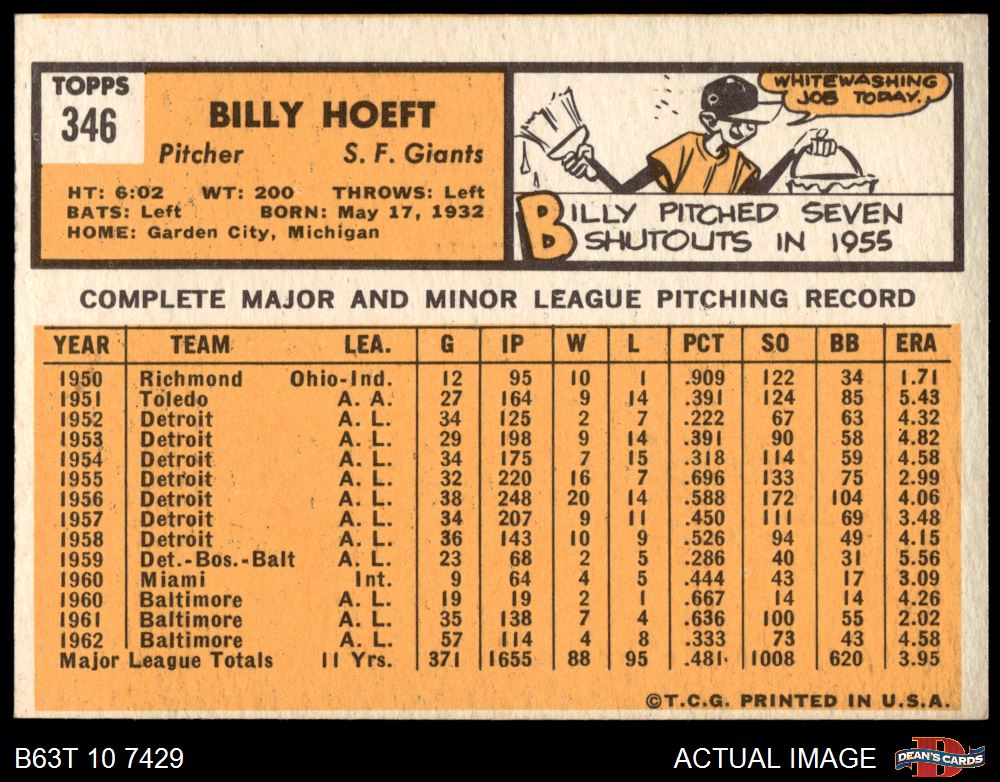 TOPPS
346
BILLY HOEFT
Pitcher S. F. Giants
HT: 6:02 WT: 200 THROWS: Left
BATS: Left BORN: May 17, 1932
HOME: Garden City, Michigan
WHITEWASHING
JOB TODAY.
BILLY PITCHED SEVEN
SHUTOUTS IN 1955
COMPLETE MAJOR AND MINOR LEAGUE PITCHING RECORD
YEAR TEAM LEA. G IP W L PCT SO BB ERA
1950 Richmond Ohio-Ind. 12 95 10 1 .909 122 34 1.71
1951 Toledo A. A. 27 164 9 14 .391 124 85 5.43
1952 Detroit A. L. 34 125 2 7 .222 67 63 4.32
1953 Detroit A. L. 29 198 9 14 .391 90 58 4.82
1954 Detroit A. L. 34 175 7 15 .318 114 59 4.58
1955 Detroit A. L. 32 220 16 7 .696 133 75 2.99
1956 Detroit A. L. 38 248 20 14 .588 172 104 4.06
1957 Detroit A. L. 34 207 9 11 .450 111 69 3.48
1958 Detroit A. L. 36 143 10 9 .526 94 49 4.15
1959 Det.-Bos.-Balt A. L. 23 68 2 5 .286 40 31 5.56
1960 Miami Int. 9 64 4 5 .444 43 17 3.09
1960 Baltimore A. L. 19 19 2 1 .667 14 14 4.26
1961 Baltimore A. L. 35 138 7 4 .636 100 55 2.02
1962 Baltimore A. L. 57 114 4 8 .333 73 43 4.58
Major League Totals 11 Yrs. 371 1655 88 95 .481 1008 620 3.95
©T.C.G. PRINTED IN U.S.A.
B63T 10 7429 ACTUAL IMAGE
DEAN'S CARDS